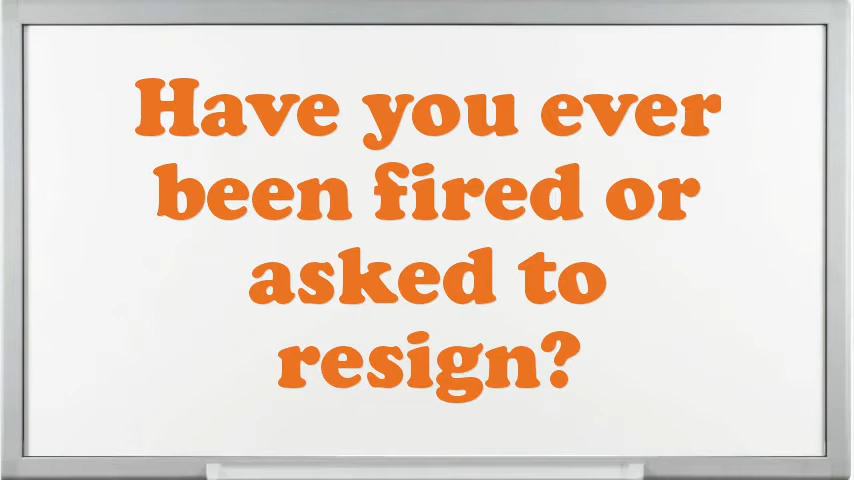 Have you ever
been fired or
asked to
resign?